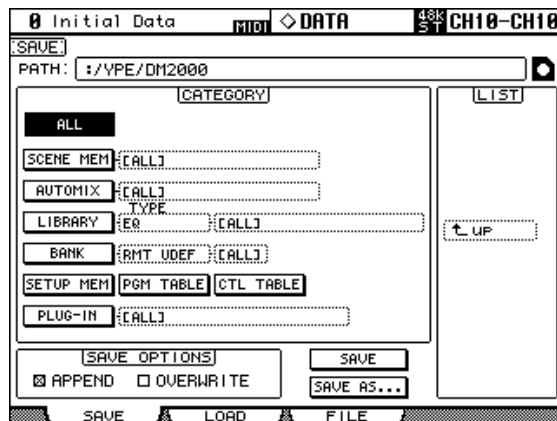 0 Initial Data MIDI ◇DATA 48K ST CH10-CH10
SAVE
PATH: :/YPE/DM2000
CATEGORY LIST
ALL
SCENE MEM [ALL]
AUTOMIX [ALL]
TYPE
LIBRARY EQ [ALL]
UP
BANK RMT UDEF [ALL]
SETUP MEM PGM TABLE CTL TABLE
PLUG-IN [ALL]
SAVE OPTIONS SAVE
APPEND OVERWRITE SAVE AS...
SAVE LOAD FILE